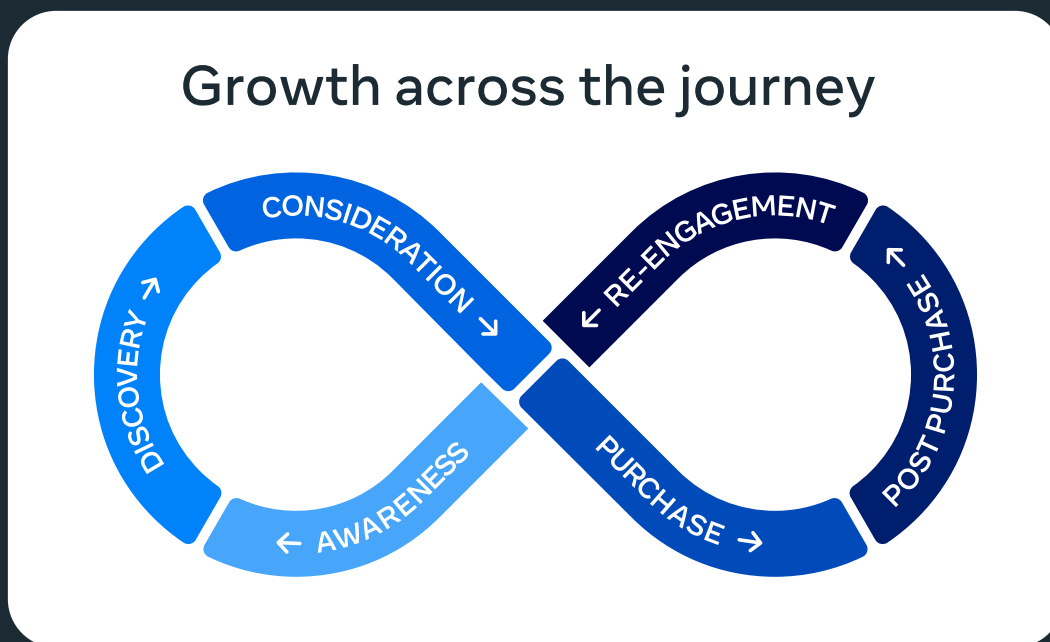 Growth across the journey
CONSIDERATION →
← RE-ENGAGEMENT
DISCOVERY →
POST PURCHASE →
← AWARENESS
PURCHASE →